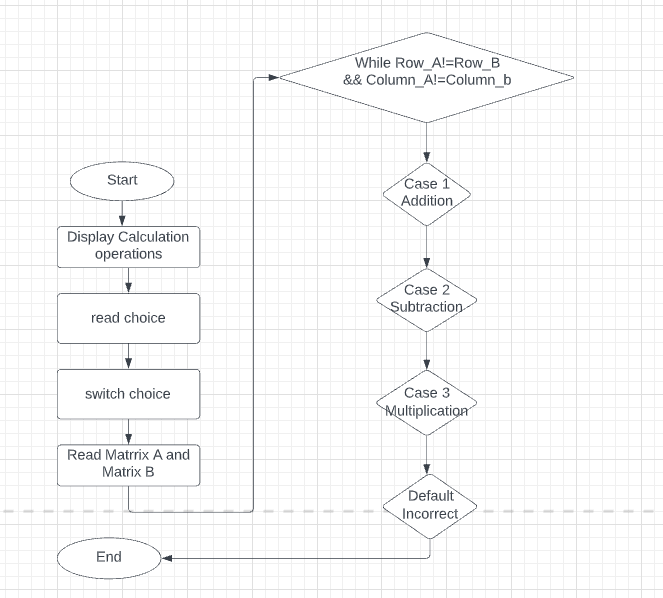 Start
Display Calculation
operations
read choice
switch choice
Read Matrrix A and
Matrix B
While Row_A!=Row_B
&& Column_A!=Column_b
Case 1
Addition
Case 2
Subtraction
Case 3
Multiplication
Default
Incorrect
End